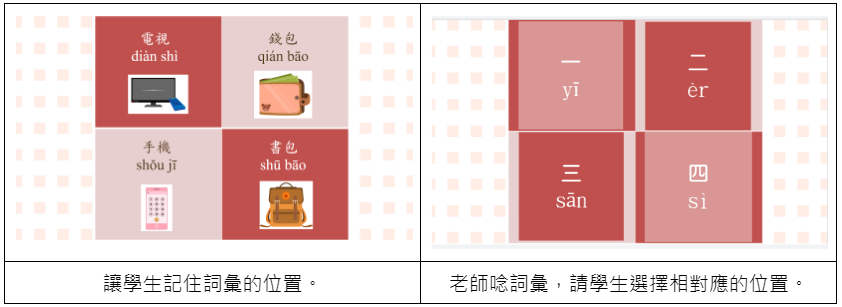 電視
diàn shì
錢包
qián bāo
手機
shǒu jī
書包
shū bāo
一
yī
二
èr
三
sān
四
sì
讓學生記住詞彙的位置。
老師唸詞彙，請學生選擇相對應的位置。